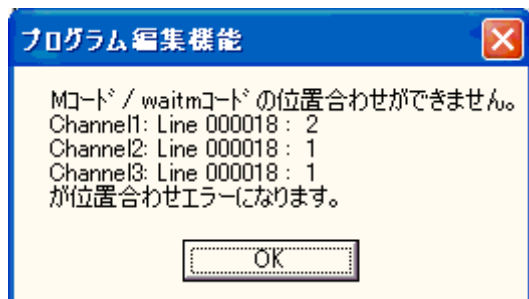 プログラム編集機能
Mｺｰﾄﾞ / waitmｺｰﾄﾞの位置合わせができません。
Channel1: Line 000018 : 2
Channel2: Line 000018 : 1
Channel3: Line 000018 : 1
が位置合わせエラーになります。
OK